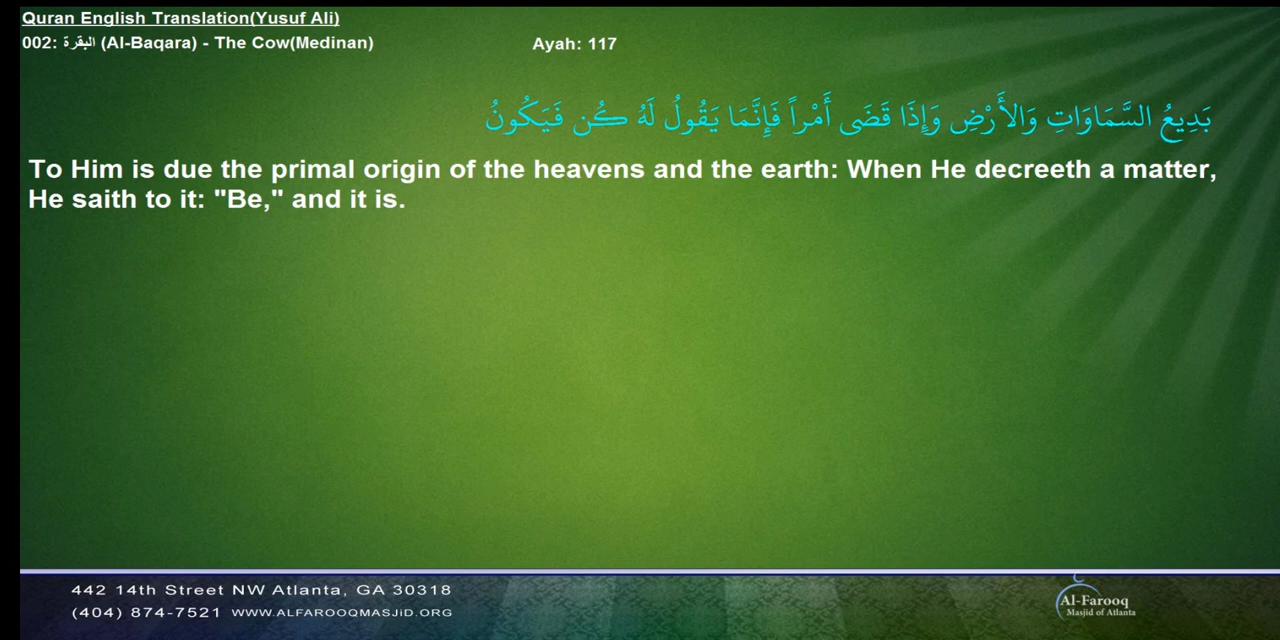 Quran English Translation(Yusuf Ali)
002: البقرة (Al-Baqara) - The Cow(Medinan)
Ayah: 117
بَدِيعُ السَّمَاوَاتِ وَالأَرْضِ وَإِذَا قَضَى أَمْراً فَإِنَّمَا يَقُولُ لَهُ كُن فَيَكُونُ
To Him is due the primal origin of the heavens and the earth: When He decreeth a matter,
He saith to it: "Be," and it is.
442 14th Street NW Atlanta, GA 30318
(404) 874-7521 WWW.ALFAROOQMASJiD.ORG
Al-Farooq
Masjid of Atlanta